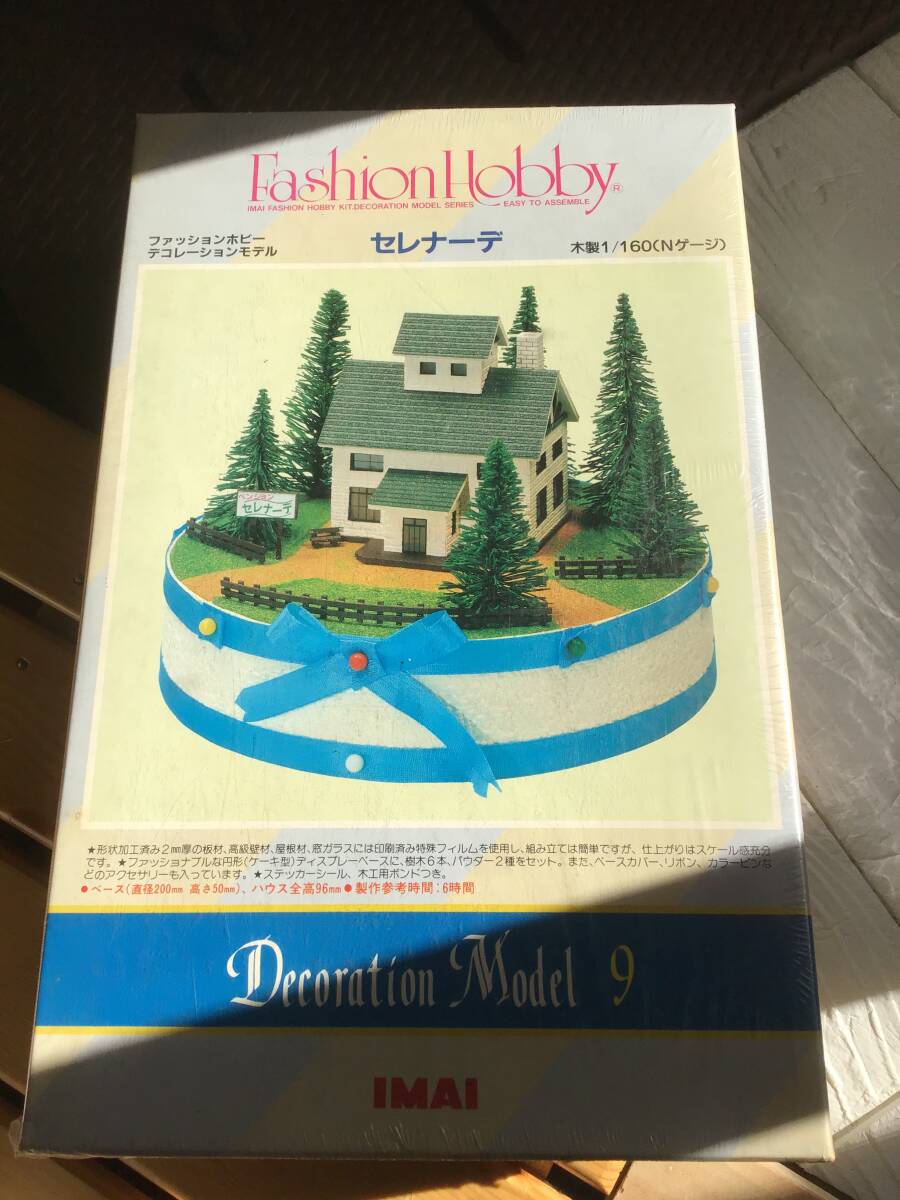 Fashion Hobby®
IMAI FASHION HOBBY KIT.DECORATION MODEL SERIES EASY TO ASSEMBLE
ファッションホビー
デコレーションモデル
セレナーデ
木製1/160(Nゲージ)
ペンション
セレナーデ
★形状加工済み2mm厚の板材、高級壁材、屋根材、窓ガラスには印刷済み特殊フィルムを使用し、組み立ては簡単ですが、仕上がりはスケール感充分
です。★ファッショナブルな円形(ケーキ型)ディスプレーベースに、樹木6本、パウダー2種をセット。また、ベースカバー、リボン、カラーピンな
どのアクセサリーも入っています。★ステッカーシール、木工用ボンドつき。
●ベース(直径200mm 高さ50mm)、ハウス全高96mm●製作参考時間:6時間
Decoration Model 9
IMAI